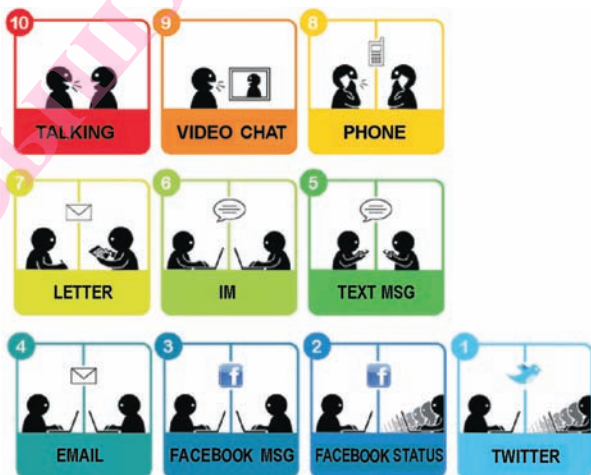 10
TALKING
9
VIDEO CHAT
8
PHONE
7
LETTER
6
IM
5
TEXT MSG
4
EMAIL
3
f
FACEBOOK MSG
2
f
FACEBOOK STATUS
1
TWITTER